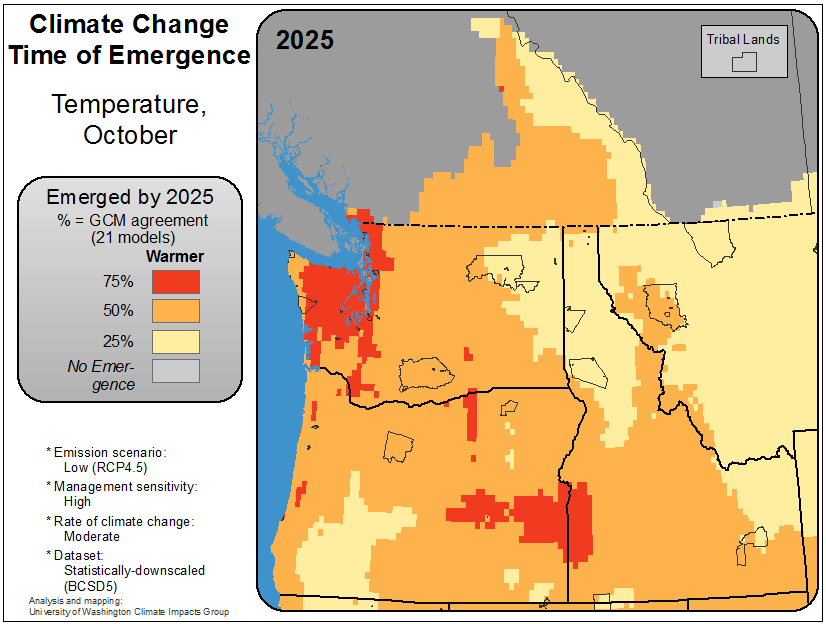 Climate Change
Time of Emergence
Temperature,
October
Emerged by 2025
% = GCM agreement
(21 models)
Warmer
75%
50%
25%
No Emer-
gence
* Emission scenario:
Low (RCP4.5)
* Management sensitivity:
High
* Rate of climate change:
Moderate
* Dataset:
Statistically-downscaled
(BCSD5)
Analysis and mapping:
University of Washington Climate Impacts Group
2025
Tribal Lands